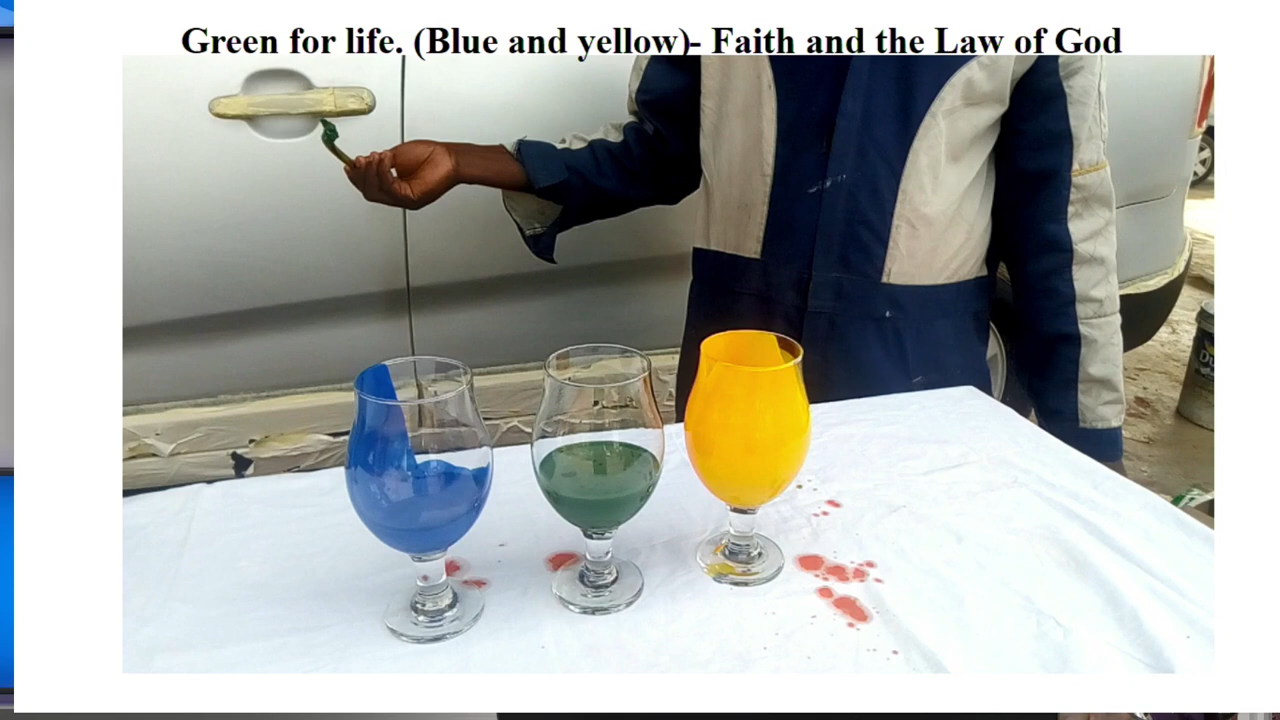 Green for life. (Blue and yellow)- Faith and the Law of God